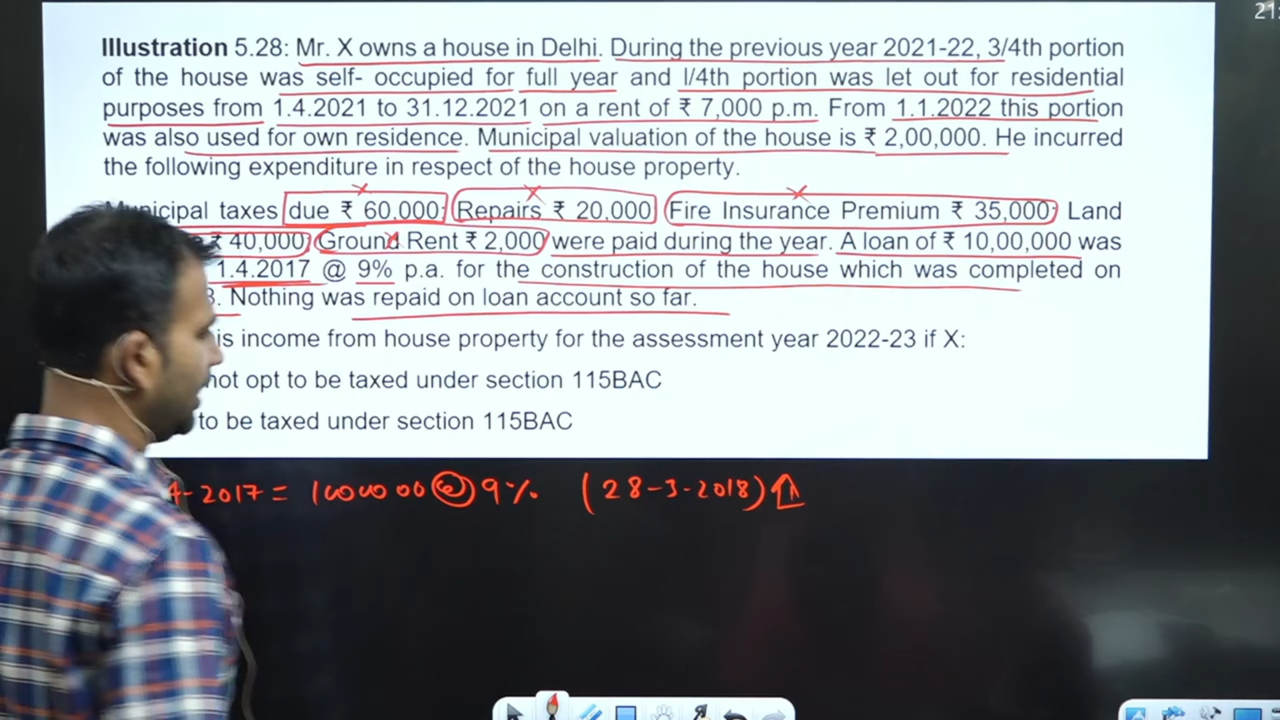 21:
Illustration 5.28: Mr. X owns a house in Delhi. During the previous year 2021-22, 3/4th portion
of the house was self- occupied for full year and I/4th portion was let out for residential
purposes from 1.4.2021 to 31.12.2021 on a rent of ₹ 7,000 p.m. From 1.1.2022 this portion
was also used for own residence. Municipal valuation of the house is ₹ 2,00,000. He incurred
the following expenditure in respect of the house property.
Municipal taxes due ₹ 60,000; Repairs ₹ 20,000 Fire Insurance Premium ₹ 35,000; Land
₹ 40,000; Ground Rent ₹ 2,000 were paid during the year. A loan of ₹ 10,00,000 was
1.4.2017 @ 9% p.a. for the construction of the house which was completed on
Nothing was repaid on loan account so far.
is income from house property for the assessment year 2022-23 if X:
not opt to be taxed under section 115BAC
to be taxed under section 115BAC
4-2017 = 1000000 @ 9% (28-3-2018)